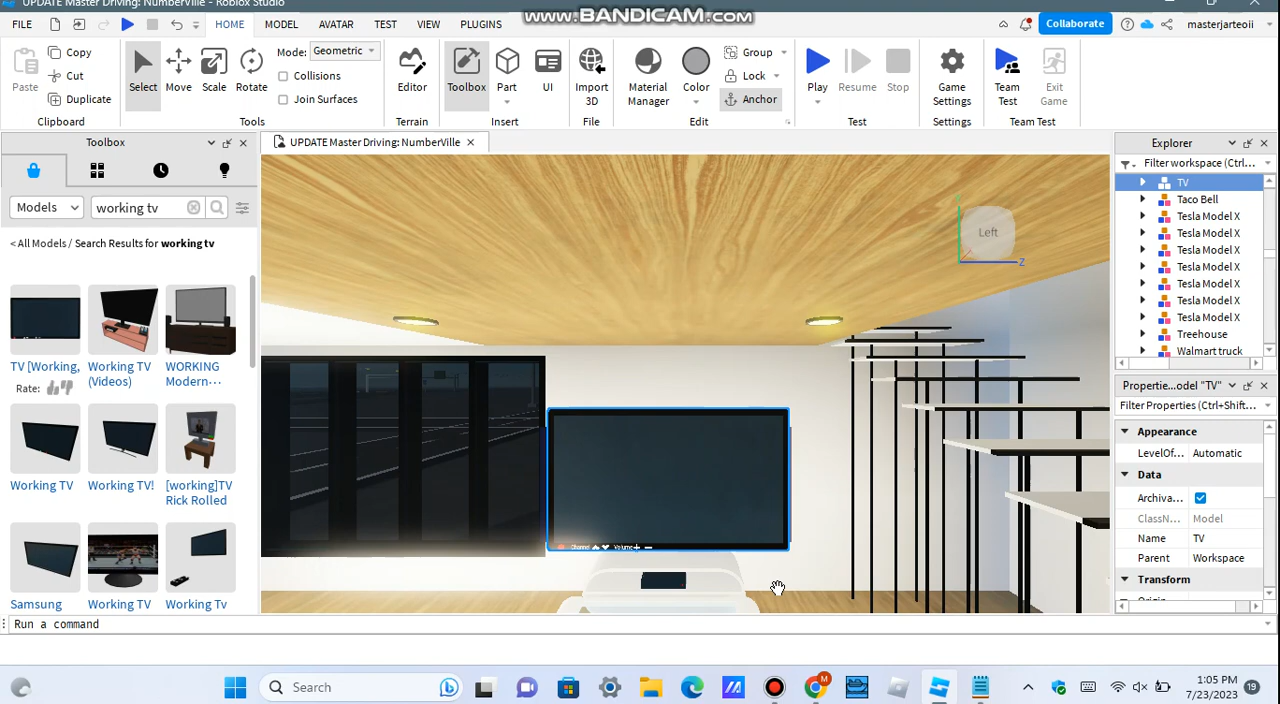 UPDATE Master Driving: NumberVille - Roblox Studio
www.BANDICAM.com
FILE
HOME
MODEL
AVATAR
TEST
VIEW
PLUGINS
Collaborate
masterjarteoii
Paste
Copy
Cut
Duplicate
Clipboard
Select
Move
Scale
Rotate
Mode:
Geometric
Collisions
Join Surfaces
Tools
Editor
Terrain
Toolbox
Part
UI
Insert
Import
3D
File
Material
Manager
Color
Group
Lock
Anchor
Edit
Play
Resume
Stop
Test
Game
Settings
Settings
Team
Test
Exit
Game
Team Test
Toolbox
Models
working tv
< All Models / Search Results for working tv
TV [Working,
Rate:
Working TV
(Videos)
WORKING
Modern···
Working TV
Working TV!
[working]TV
Rick Rolled
Samsung
Working TV
Working Tv
UPDATE Master Driving: NumberVille
Left
Z
Channel
Volume
Explorer
Filter workspace (Ctrl...
TV
Taco Bell
Tesla Model X
Tesla Model X
Tesla Model X
Tesla Model X
Tesla Model X
Tesla Model X
Tesla Model X
Treehouse
Walmart truck
Properties...odel "TV"
Filter Properties (Ctrl+Shift...
Appearance
LevelOf...
Automatic
Data
Archiva...
ClassN...
Model
Name
TV
Parent
Workspace
Transform
Run a command
Search
1:05 PM
7/23/2023
19